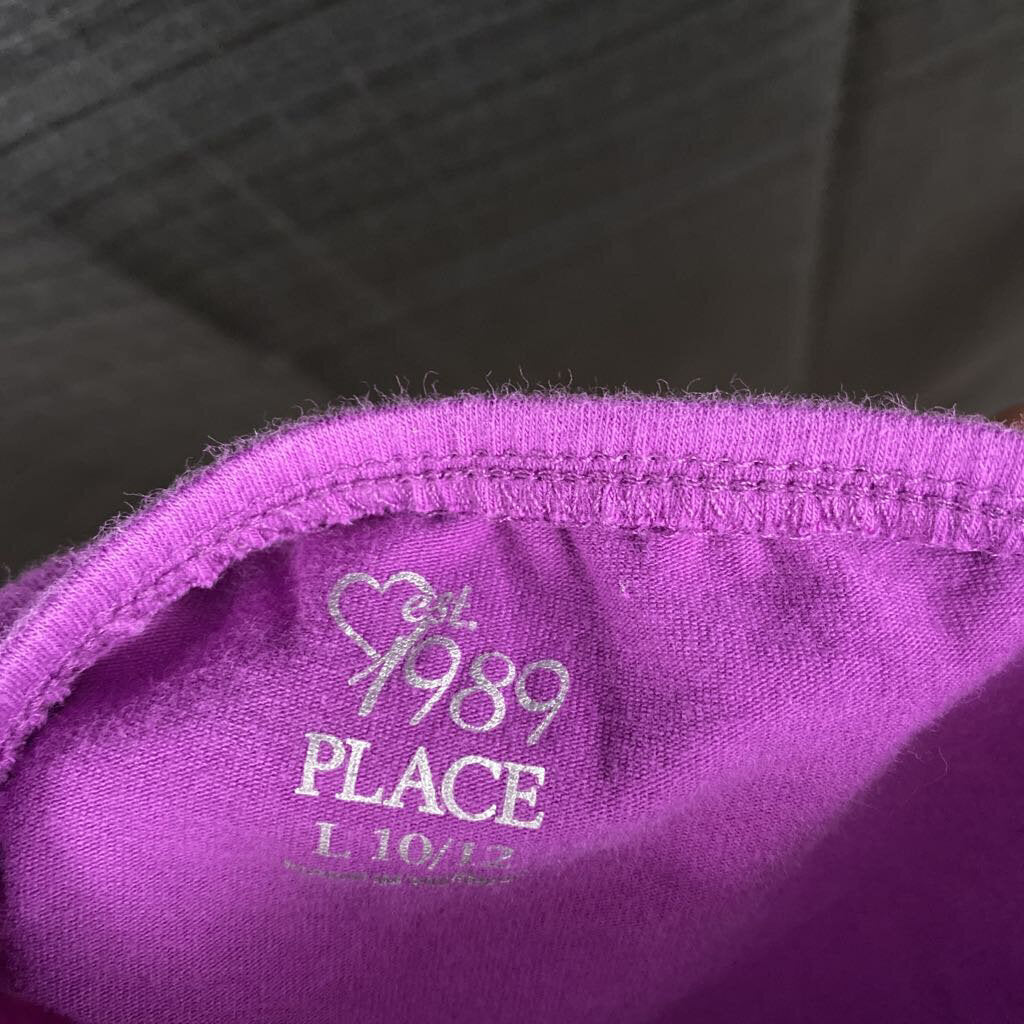 est.
1989
PLACE
L 10/12